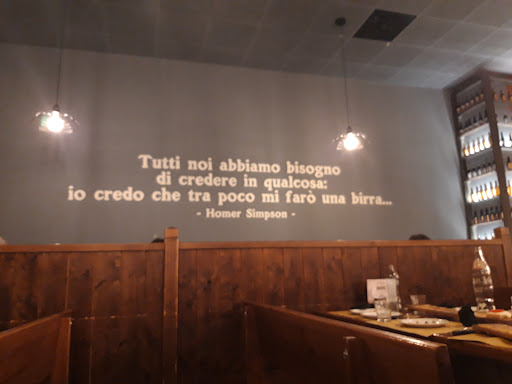 Tutti noi abbiamo bisogno
di credere in qualcosa:
io credo che tra poco mi farò una birra...
- Homer Simpson -